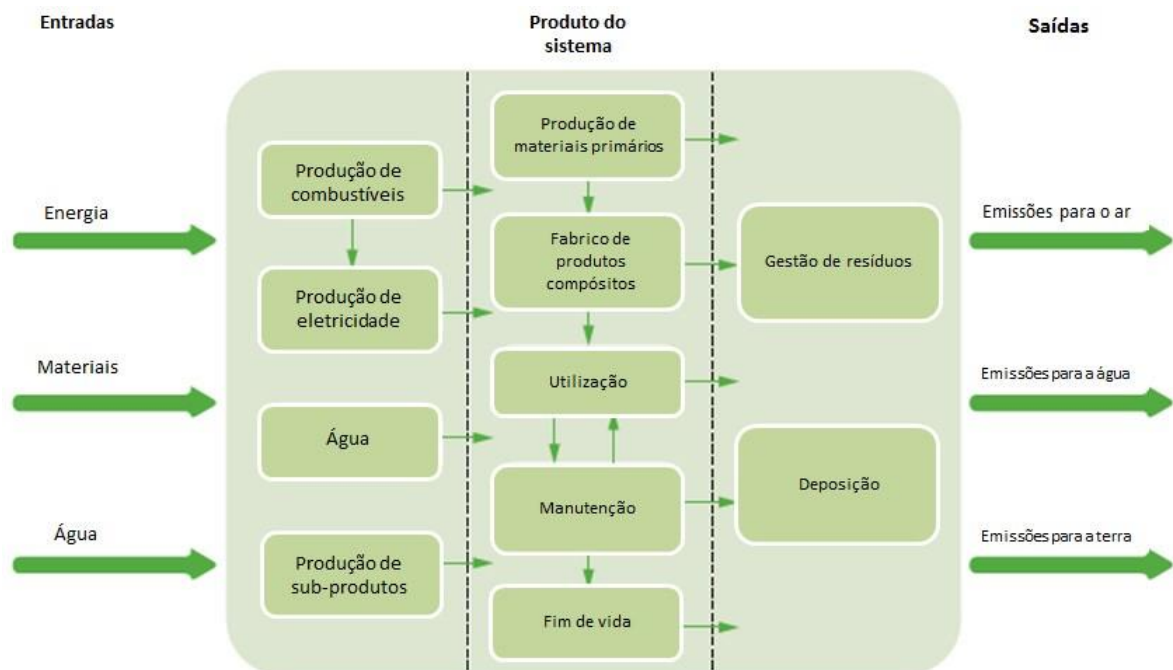 Entradas
Produto do
sistema
Saídas
Energia
Materiais
Água
Produção de
combustíveis
Produção de
eletricidade
Água
Produção de
sub-produtos
Produção de
materiais primários
Fabrico de
produtos
compósitos
Utilização
Manutenção
Fim de vida
Gestão de resíduos
Deposição
Emissões para o ar
Emissões para a água
Emissões para a terra